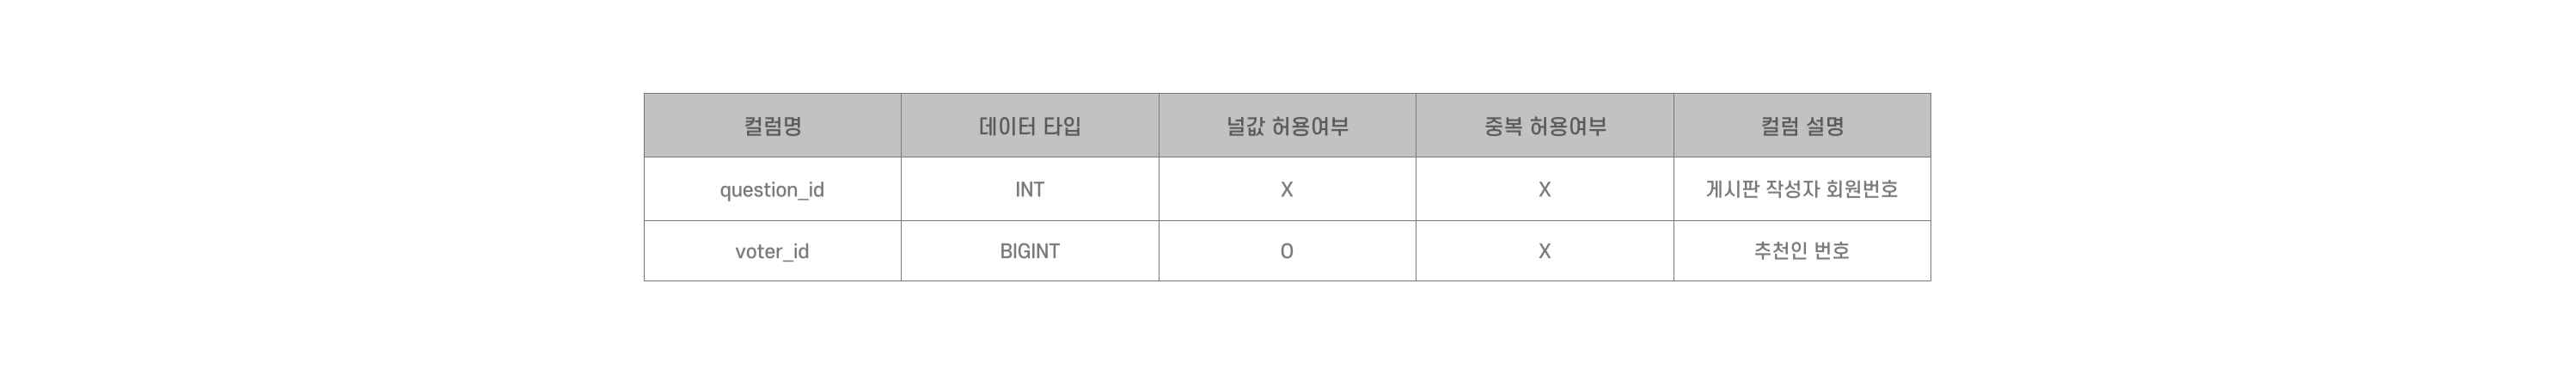 컬럼명 데이터 타입 널값 허용여부 중복 허용여부 컬럼 설명
question_id INT X X 게시판 작성자 회원번호
voter_id BIGINT O X 추천인 번호